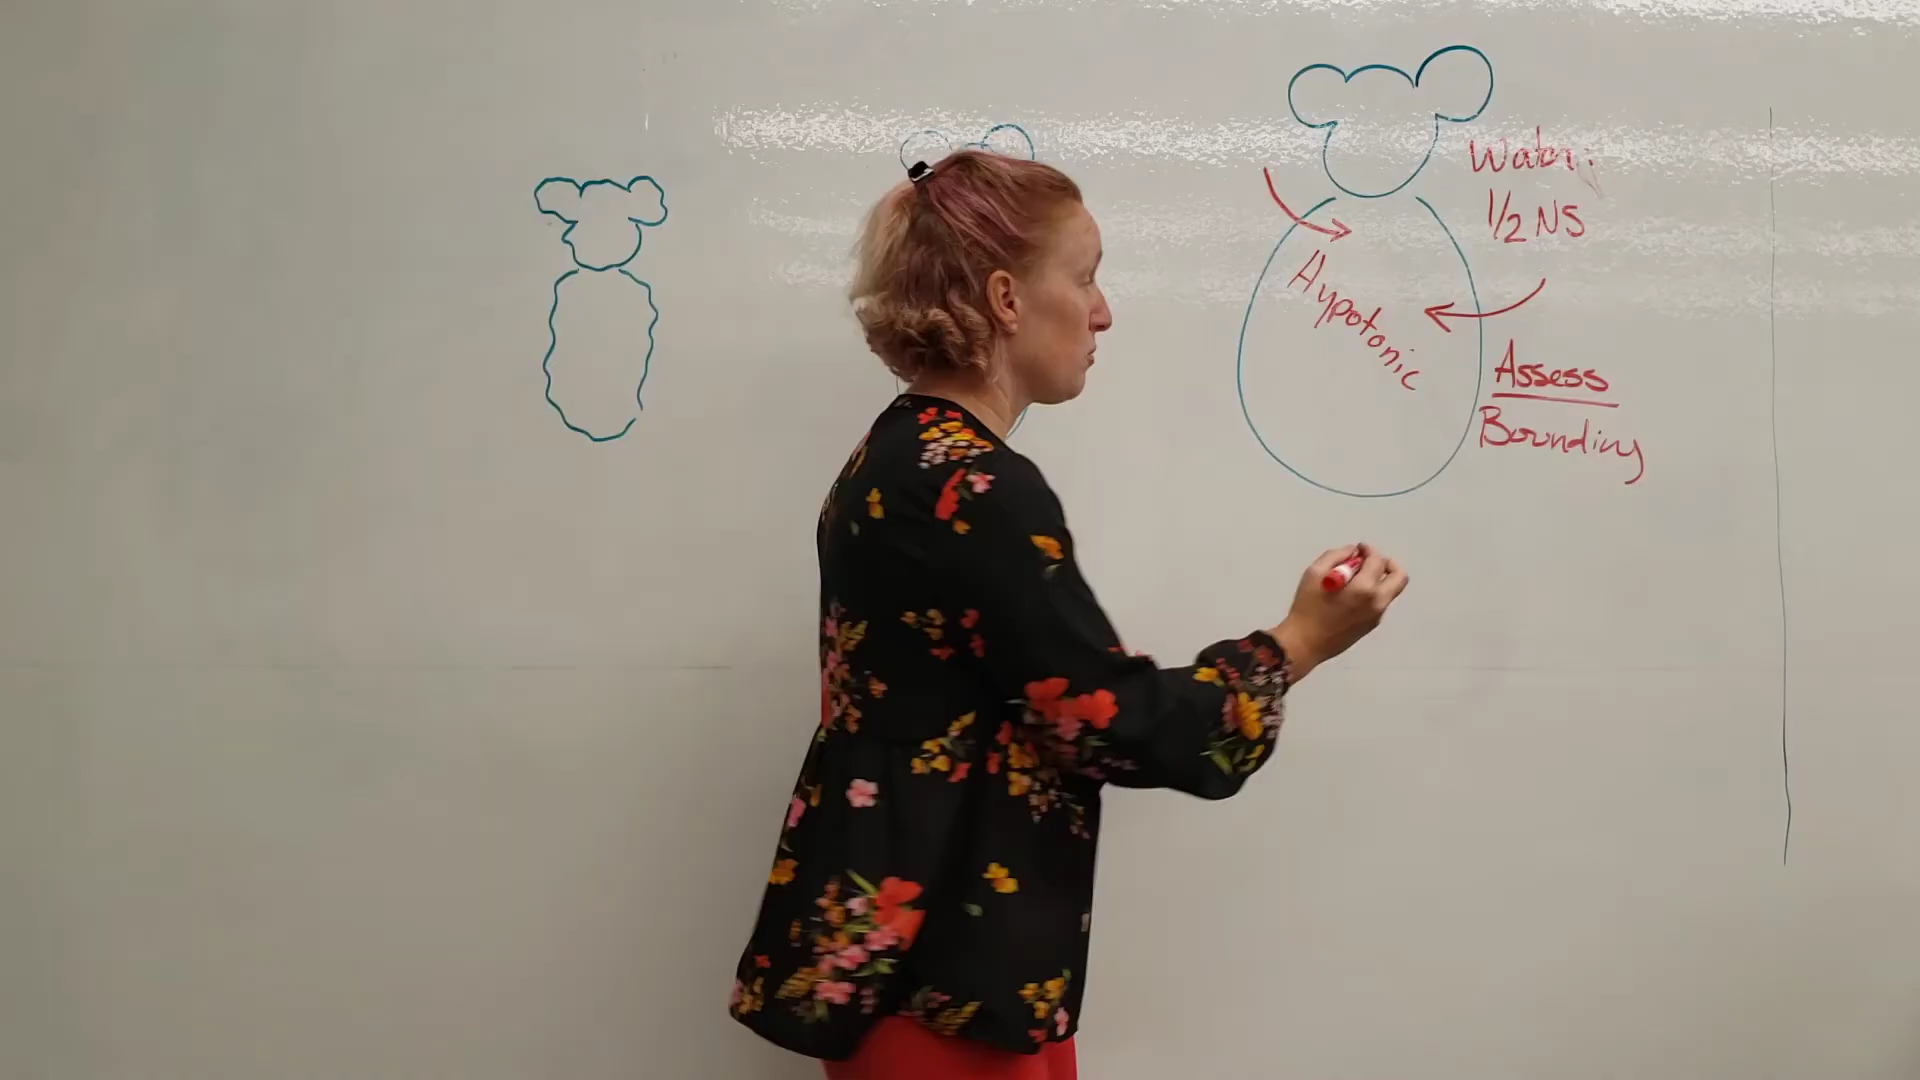 Water;
1/2 NS
Hypotonic
Assess
Bounding